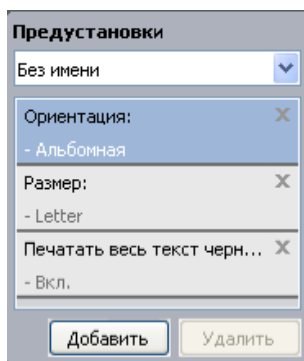 Предустановки
Без имени
Ориентация:
- Альбомная
Размер:
- Letter
Печатать весь текст черн...
- Вкл.
Добавить Удалить